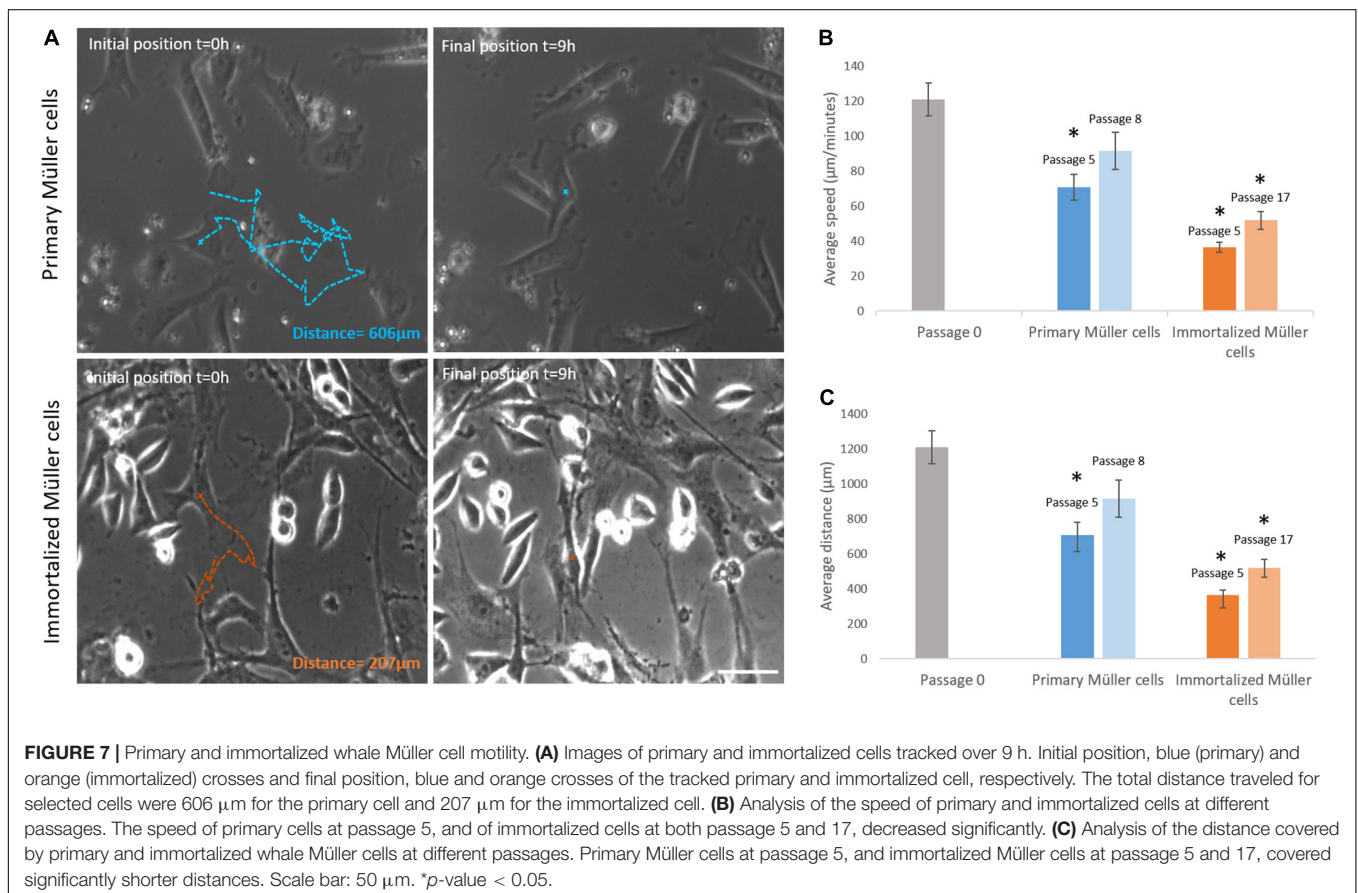 A
Initial position t=0h
Final position t=9h
Primary Müller cells
Distance= 606µm
Initial position t=0h
Final position t=9h
Immortalized Müller cells
Distance= 207µm
B
Average speed (µm/minutes)
140
120
100
80
60
40
20
0
*
Passage 5
Passage 8
*
Passage 5
*
Passage 17
Passage 0
Primary Müller cells
Immortalized Müller
cells
C
Average distance (µm)
1400
1200
1000
800
600
400
200
0
*
Passage 5
Passage 8
*
Passage 5
*
Passage 17
Passage 0
Primary Müller cells
Immortalized Müller
cells
FIGURE 7 | Primary and immortalized whale Müller cell motility. (A) Images of primary and immortalized cells tracked over 9 h. Initial position, blue (primary) and
orange (immortalized) crosses and final position, blue and orange crosses of the tracked primary and immortalized cell, respectively. The total distance traveled for
selected cells were 606 µm for the primary cell and 207 µm for the immortalized cell. (B) Analysis of the speed of primary and immortalized cells at different
passages. The speed of primary cells at passage 5, and of immortalized cells at both passage 5 and 17, decreased significantly. (C) Analysis of the distance covered
by primary and immortalized whale Müller cells at different passages. Primary Müller cells at passage 5, and immortalized Müller cells at passage 5 and 17, covered
significantly shorter distances. Scale bar: 50 µm. *p-value < 0.05.